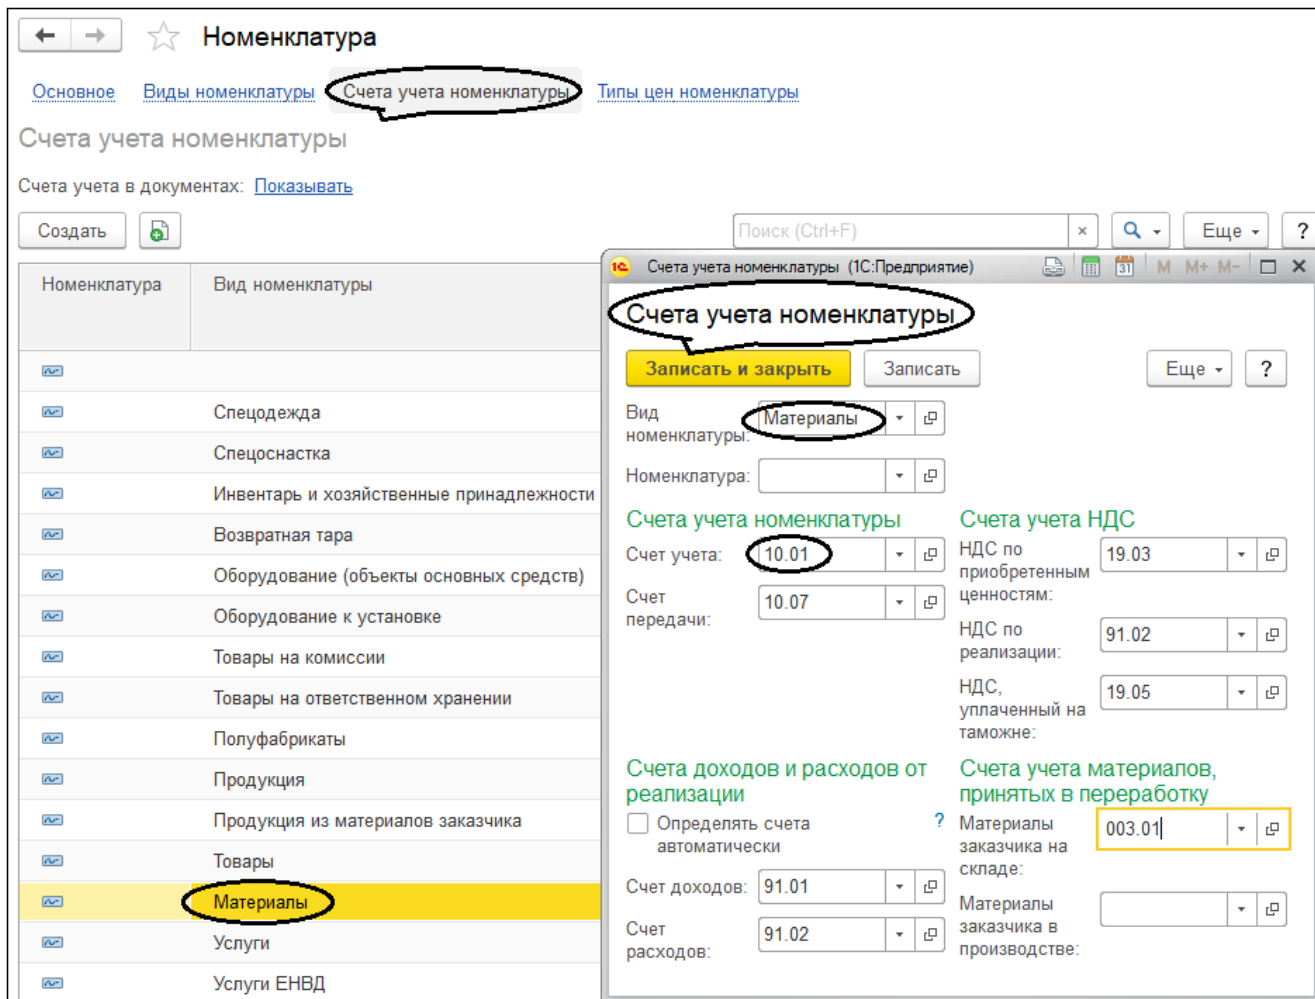 Номенклатура
Основное Виды номенклатуры Счета учета номенклатуры Типы цен номенклатуры
Счета учета номенклатуры
Счета учета в документах: Показывать
Создать Поиск (Ctrl+F) × Еще ?
Номенклатура Вид номенклатуры
Спецодежда
Спецоснастка
Инвентарь и хозяйственные принадлежности
Возвратная тара
Оборудование (объекты основных средств)
Оборудование к установке
Товары на комиссии
Товары на ответственном хранении
Полуфабрикаты
Продукция
Продукция из материалов заказчика
Товары
Материалы
Услуги
Услуги ЕНВД
1С Счета учета номенклатуры (1С:Предприятие) 31 M M+ M-
Счета учета номенклатуры
Записать и закрыть Записать Еще ?
Вид
номенклатуры: Материалы
Номенклатура:
Счета учета номенклатуры
Счет учета: 10.01
Счет
передачи: 10.07
Счета учета НДС
НДС по
приобретенным
ценностям: 19.03
НДС по
реализации: 91.02
НДС,
уплаченный на
таможне: 19.05
Счета доходов и расходов от
реализации
Определять счета
автоматически ?
Счет доходов: 91.01
Счет
расходов: 91.02
Счета учета материалов,
принятых в переработку
Материалы
заказчика на
складе: 003.01
Материалы
заказчика в
производстве: